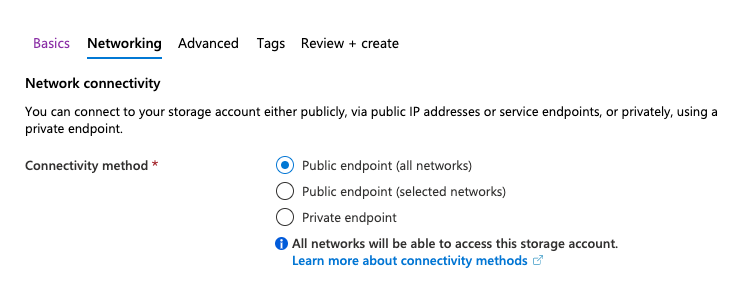 Basics Networking Advanced Tags Review + create
Network connectivity
You can connect to your storage account either publicly, via public IP addresses or service endpoints, or privately, using a
private endpoint.
Connectivity method * Public endpoint (all networks)
Public endpoint (selected networks)
Private endpoint
All networks will be able to access this storage account.
Learn more about connectivity methods